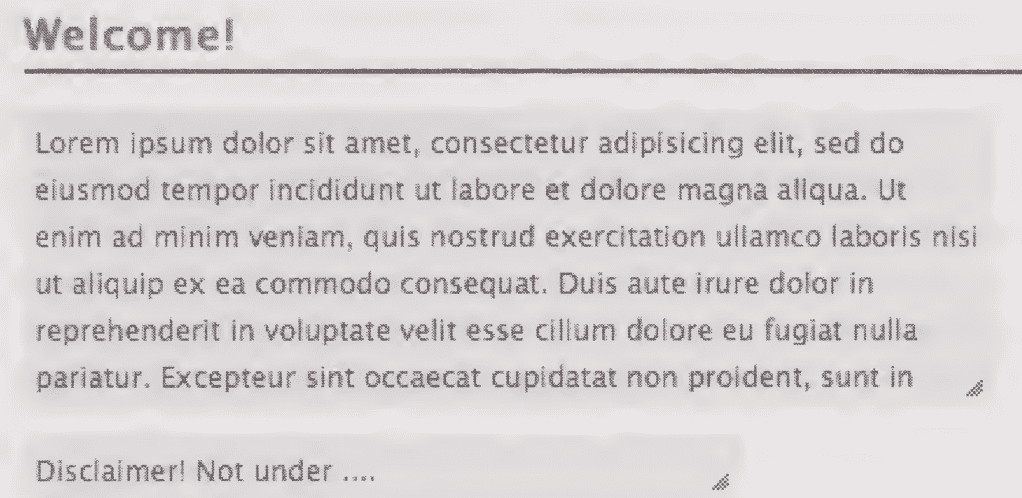 Welcome!
Lorem ipsum dolor sit amet, consectetur adipisicing elit, sed do
eiusmod tempor incididunt ut labore et dolore magna aliqua. Ut
enim ad minim veniam, quis nostrud exercitation ullamco laboris nisi
ut aliquip ex ea commodo consequat. Duis aute irure dolor in
reprehenderit in voluptate velit esse cillum dolore eu fugiat nulla
pariatur. Excepteur sint occaecat cupidatat non proident, sunt in
Disclaimer! Not under ....